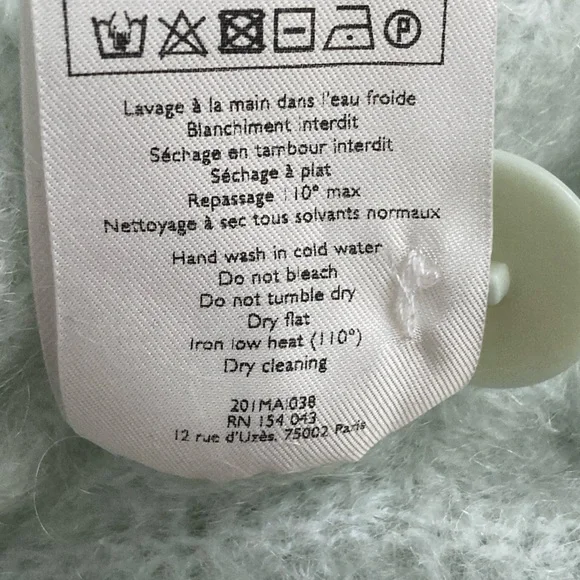 P
Lavage à la main dans l'eau froide
Blanchiment interdit
Séchage en tambour interdit
Séchage à plat
Repassage 110° max
Nettoyage à sec tous solvants normaux
Hand wash in cold water
Do not bleach
Do not tumble dry
Dry flat
Iron low heat (110°)
Dry cleaning
201MAI038
RN 154 043
12 rue d'Uzès, 75002 Paris